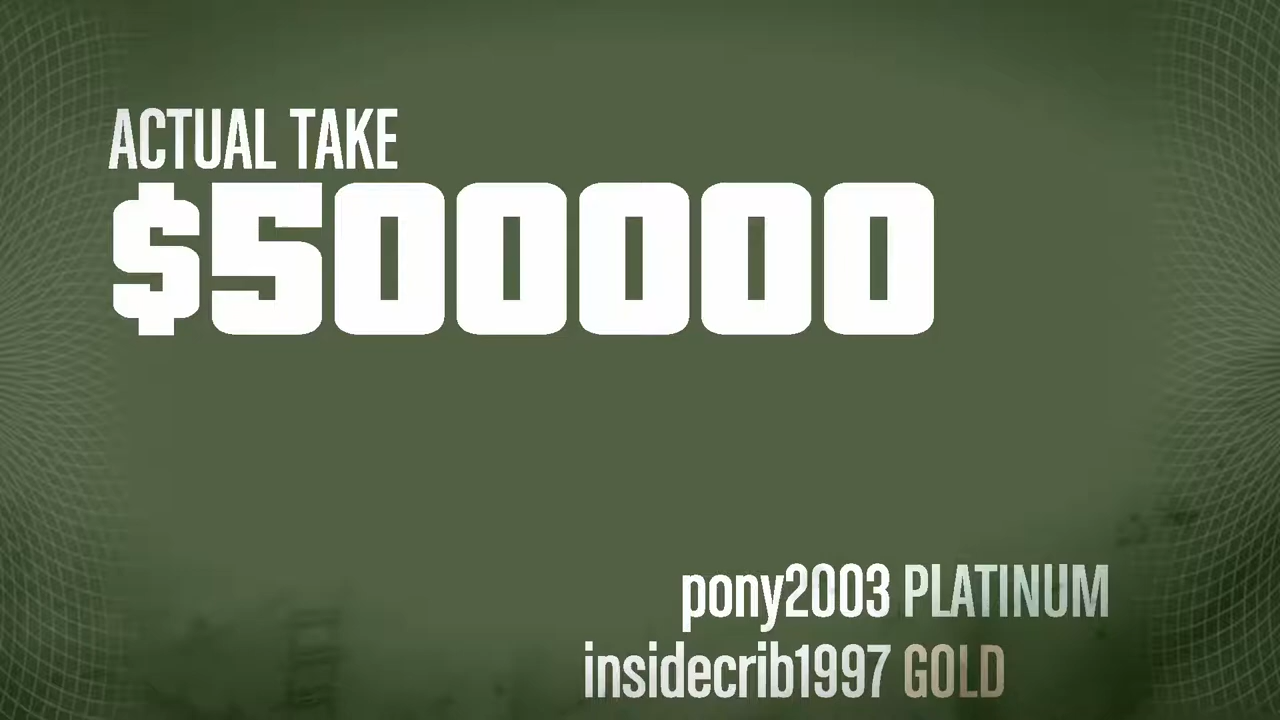 ACTUAL TAKE
$500000
pony2003 PLATINUM
insidecrib1997 GOLD